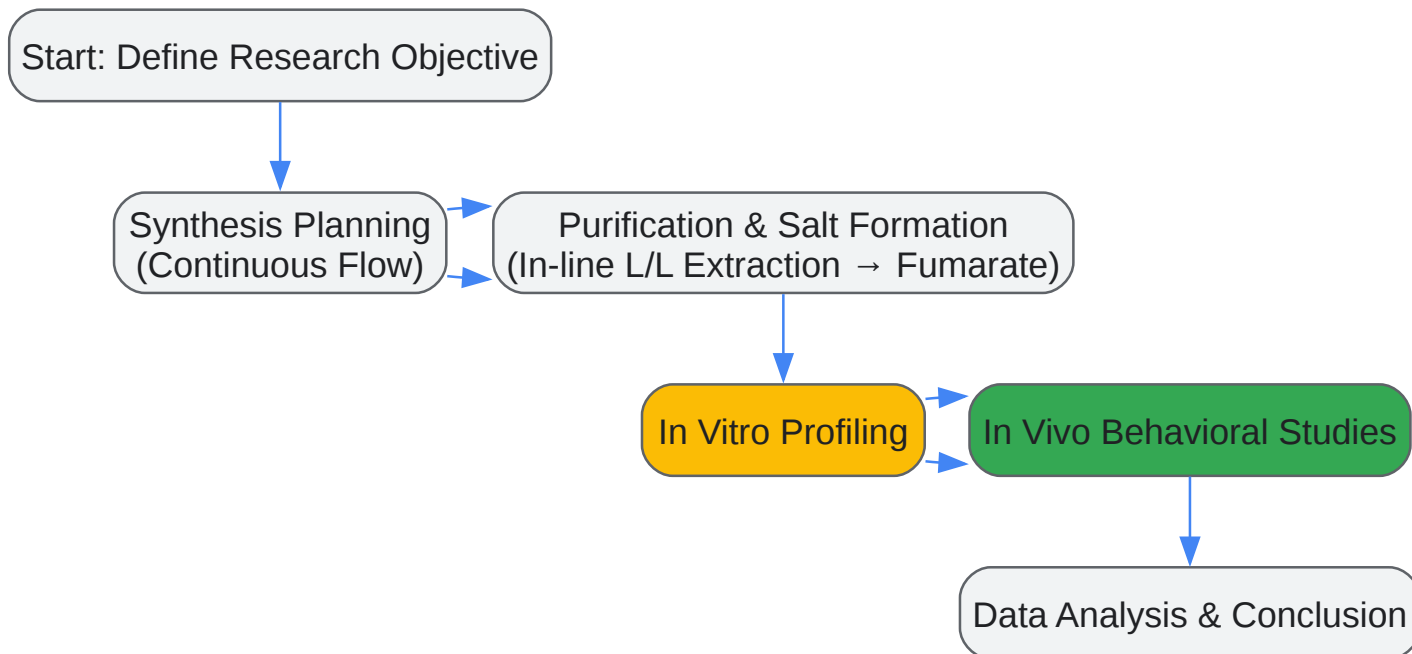 Start: Define Research Objective
Synthesis Planning
(Continuous Flow)
Purification & Salt Formation
(In-line L/L Extraction → Fumarate)
In Vitro Profiling
In Vivo Behavioral Studies
Data Analysis & Conclusion